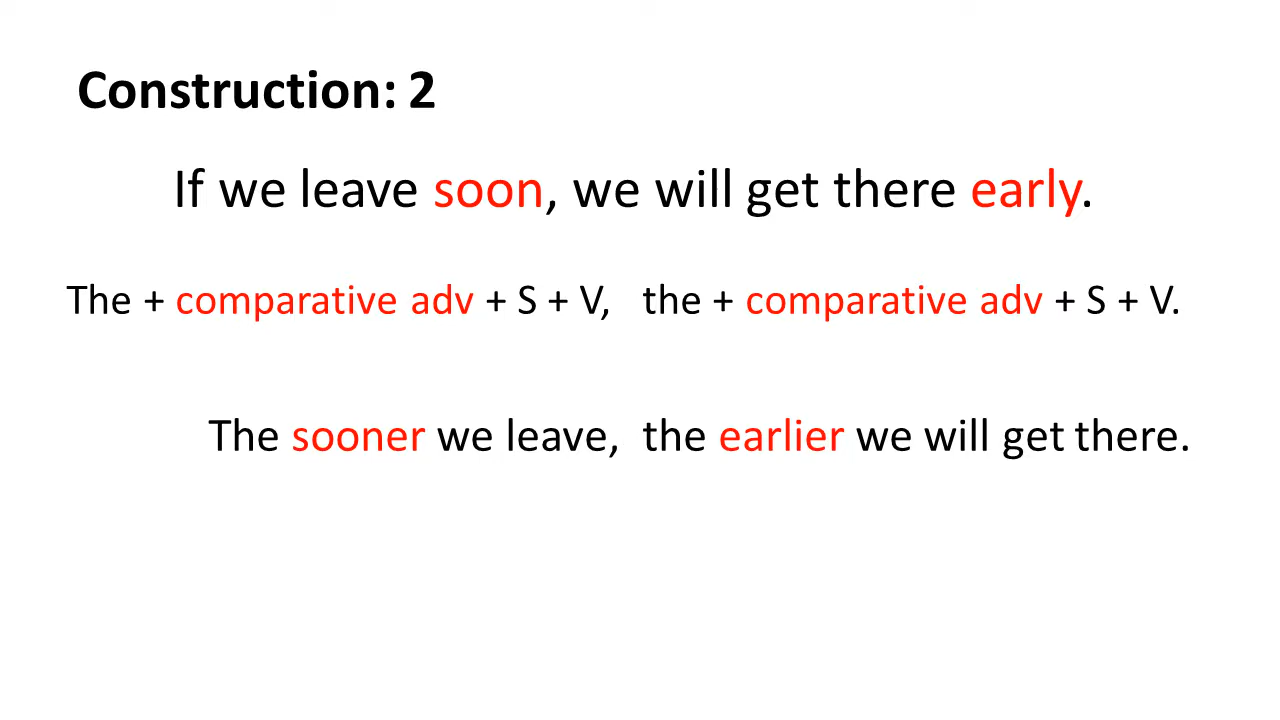 Construction: 2
If we leave soon, we will get there early.
The + comparative adv + S + V, the + comparative adv + S + V.
The sooner we leave, the earlier we will get there.